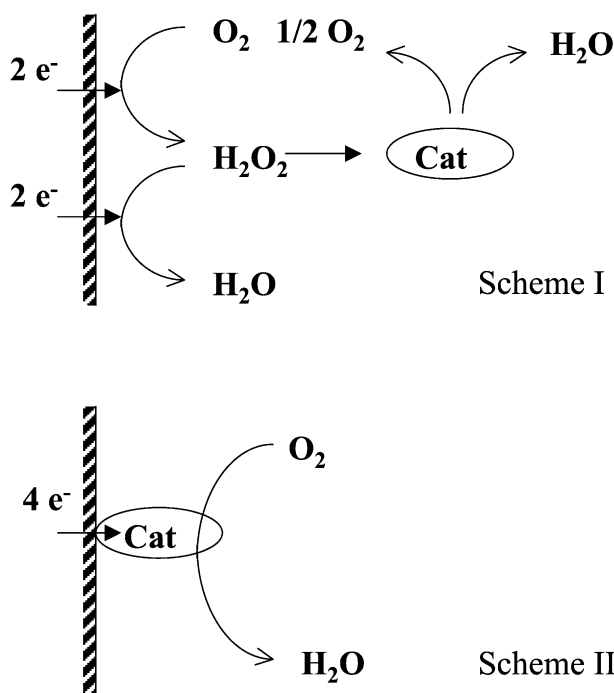 O₂ 1/2 O₂ H₂O
2 e⁻
H₂O₂ Cat
2 e⁻
H₂O Scheme I
O₂
4 e⁻
Cat
H₂O Scheme II